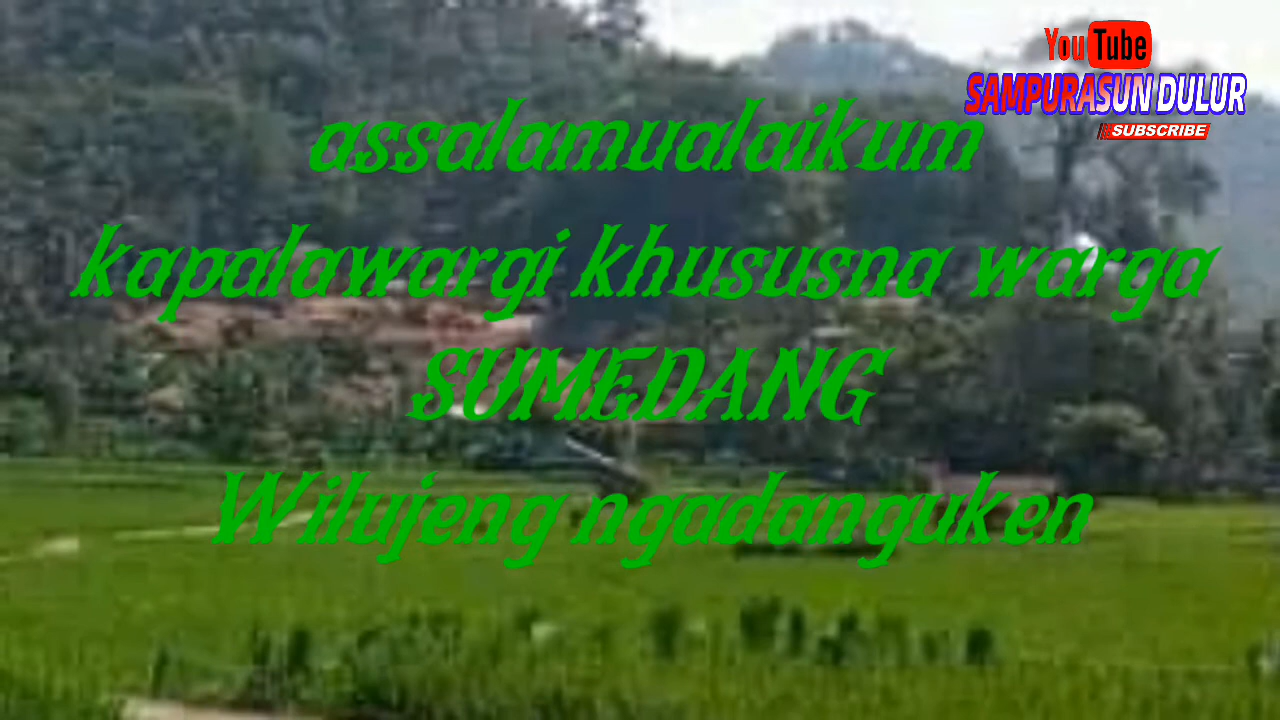 YouTube
SAMPURASUN DULUR
SUBSCRIBE
assalamualaikum
kapalawargi khususna warga
SUMEDANG
Wilujeng ngadanguken